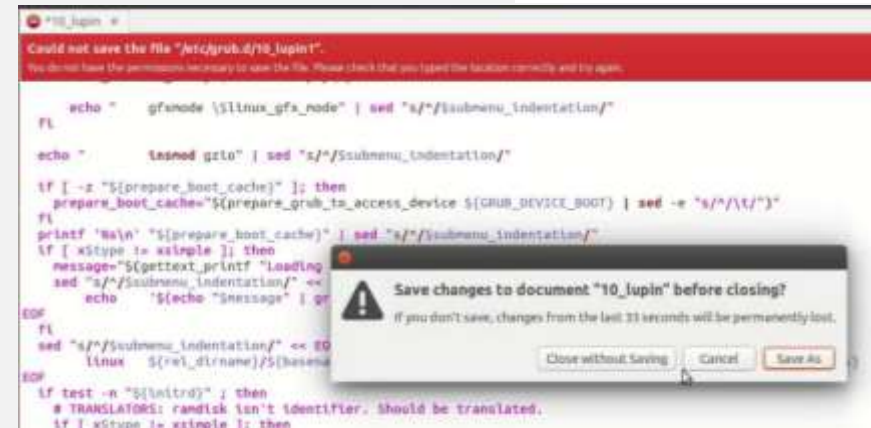 *10_lupin ×
Could not save the file "/etc/grub.d/10_lupin1".
You do not have the permissions necessary to save the file. Please check that you typed the location correctly and try again.
echo " gfxmode \$linux_gfx_mode" | sed "s/^/$submenu_indentation/"
fi
echo " insmod gzio" | sed "s/^/$submenu_indentation/"
if [ -z "${prepare_boot_cache}" ]; then
prepare_boot_cache="$(prepare_grub_to_access_device ${GRUB_DEVICE_BOOT} | sed -e "s/^/\t/")"
fi
printf '%s\n' "${prepare_boot_cache}" | sed "s/^/$submenu_indentation/"
if [ x$type != xsimple ]; then
message="$(gettext_printf "Loading
sed "s/^/$submenu_indentation/" <<
echo '$(echo "$message" | gr
EOF
fi
sed "s/^/$submenu_indentation/" << EO
linux ${rel_dirname}/${basena
EOF
if test -n "${initrd}" ; then
# TRANSLATORS: ramdisk isn't identifier. Should be translated.
if [ x$type != xsimple ]; then
Save changes to document "10_lupin" before closing?
If you don't save, changes from the last 33 seconds will be permanently lost.
Close without Saving
Cancel
Save As